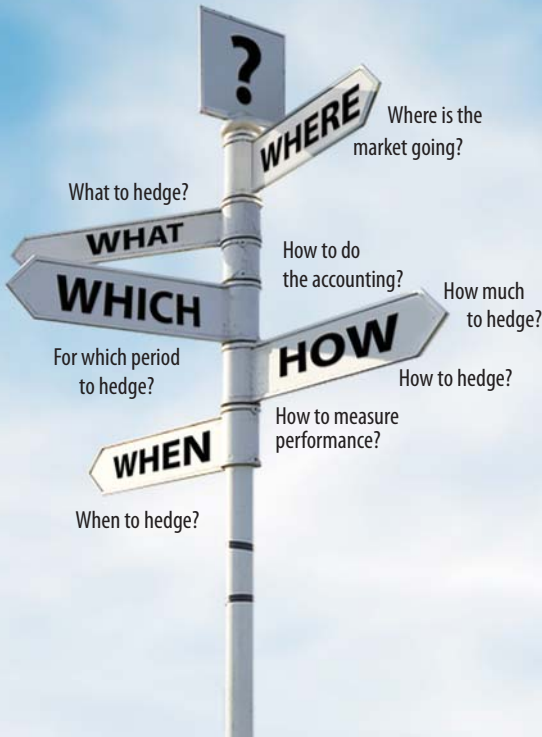 ?
WHERE
Where is the
market going?
What to hedge?
WHAT
How to do
the accounting?
WHICH
How much
to hedge?
HOW
For which period
to hedge?
How to hedge?
How to measure
performance?
WHEN
When to hedge?